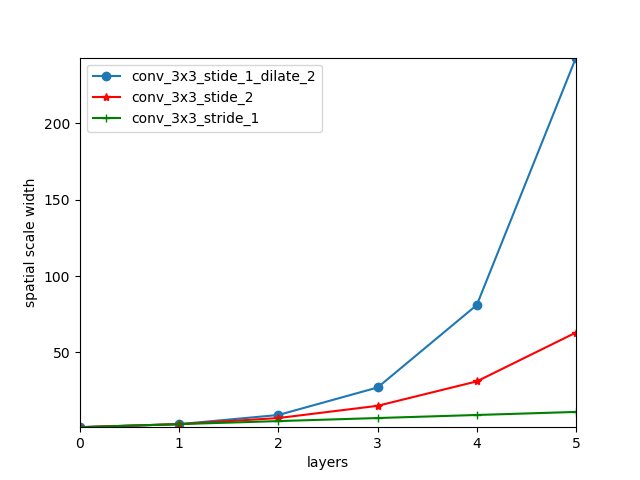 conv_3x3_stide_1_dilate_2
conv_3x3_stide_2
conv_3x3_stride_1
200
150
100
50
spatial scale width
0 1 2 3 4 5
layers